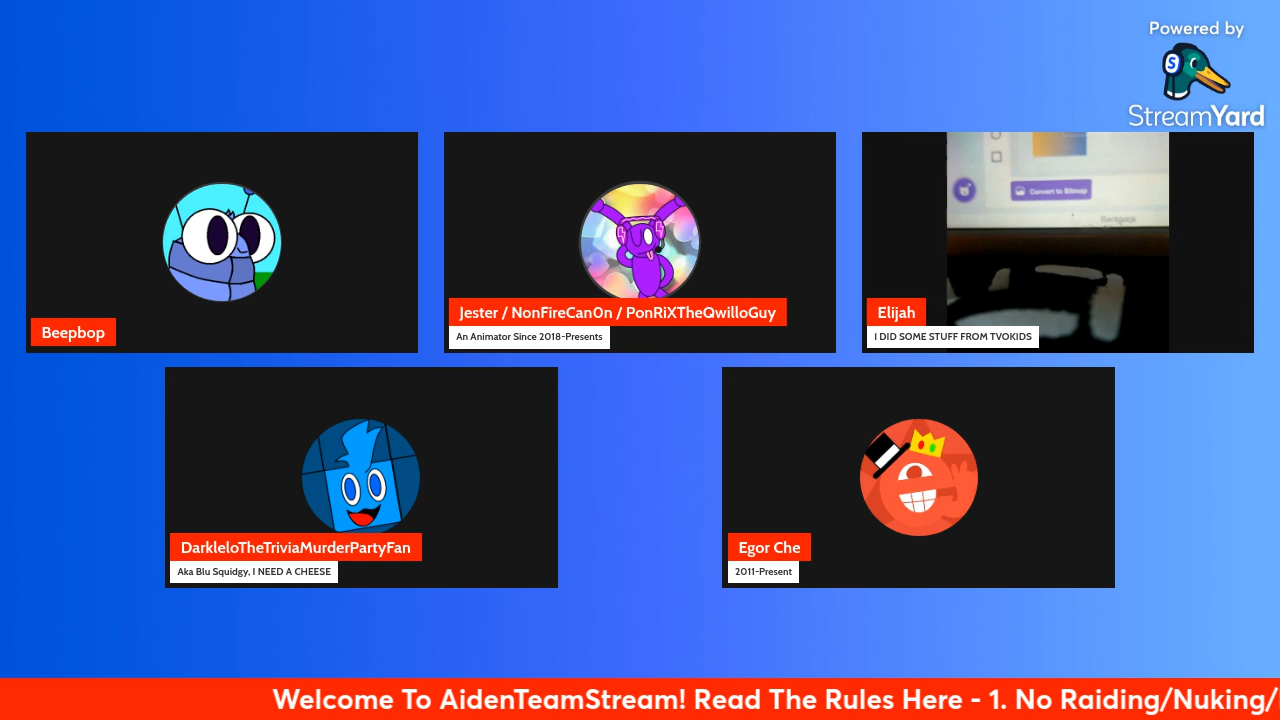 Powered by
StreamYard
Convert to Bitmap
Beepbop
Jester / NonFireCan0n / PonRiXTheQwilloGuy
An Animator Since 2018-Presents
Elijah
I DID SOME STUFF FROM TVOKIDS
DarkleloTheTriviaMurderPartyFan
Aka Blu Squidgy, I NEED A CHEESE
Egor Che
2011-Present
Welcome To AidenTeamStream! Read The Rules Here - 1. No Raiding/Nuking/